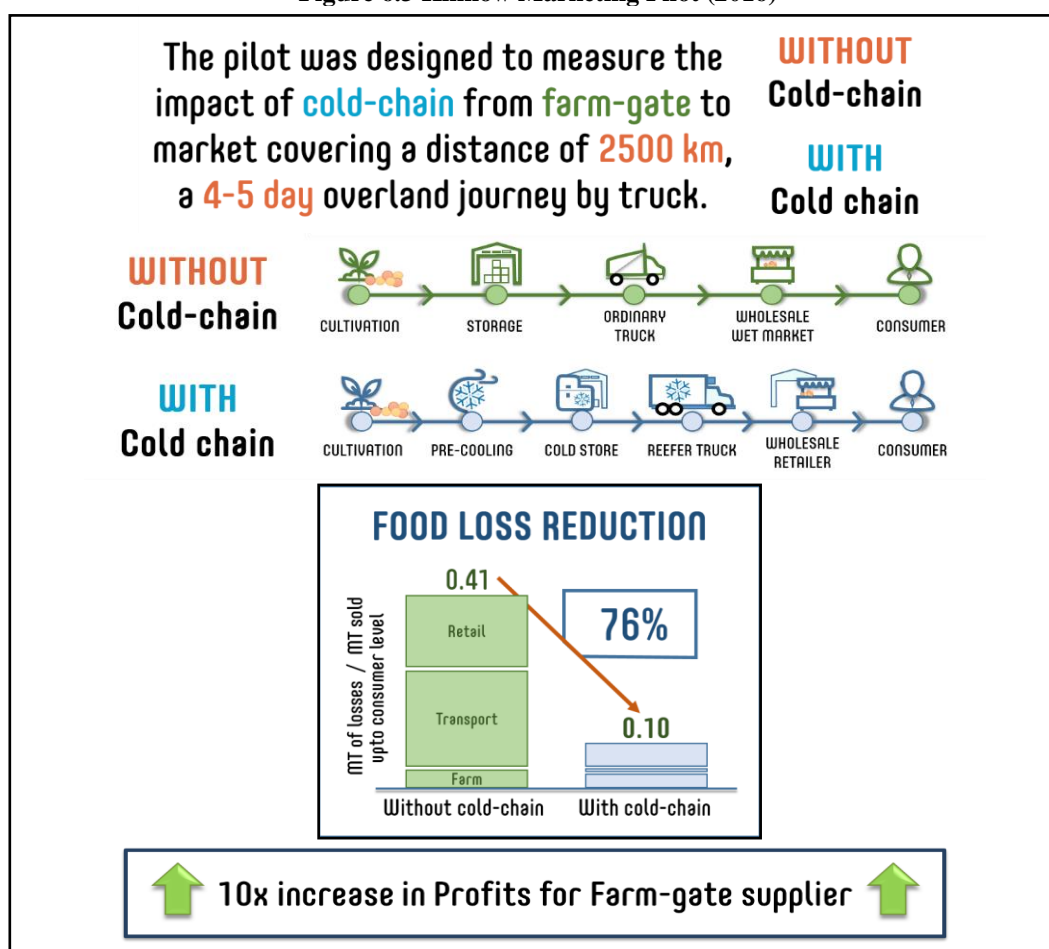 The pilot was designed to measure the
impact of cold-chain from farm-gate to
market covering a distance of 2500 km,
a 4-5 day overland journey by truck.
WITHOUT
Cold-chain
WITH
Cold chain
WITHOUT
Cold-chain
CULTIVATION
STORAGE
ORDINARY
TRUCK
WHOLESALE
WET MARKET
CONSUMER
WITH
Cold chain
CULTIVATION
PRE-COOLING
COLD STORE
REEFER TRUCK
WHOLESALE
RETAILER
CONSUMER
FOOD LOSS REDUCTION
MT of losses / MT sold
upto consumer level
0.41
Retail
Transport
Farm
76%
0.10
Without cold-chain
With cold-chain
10x increase in Profits for Farm-gate supplier